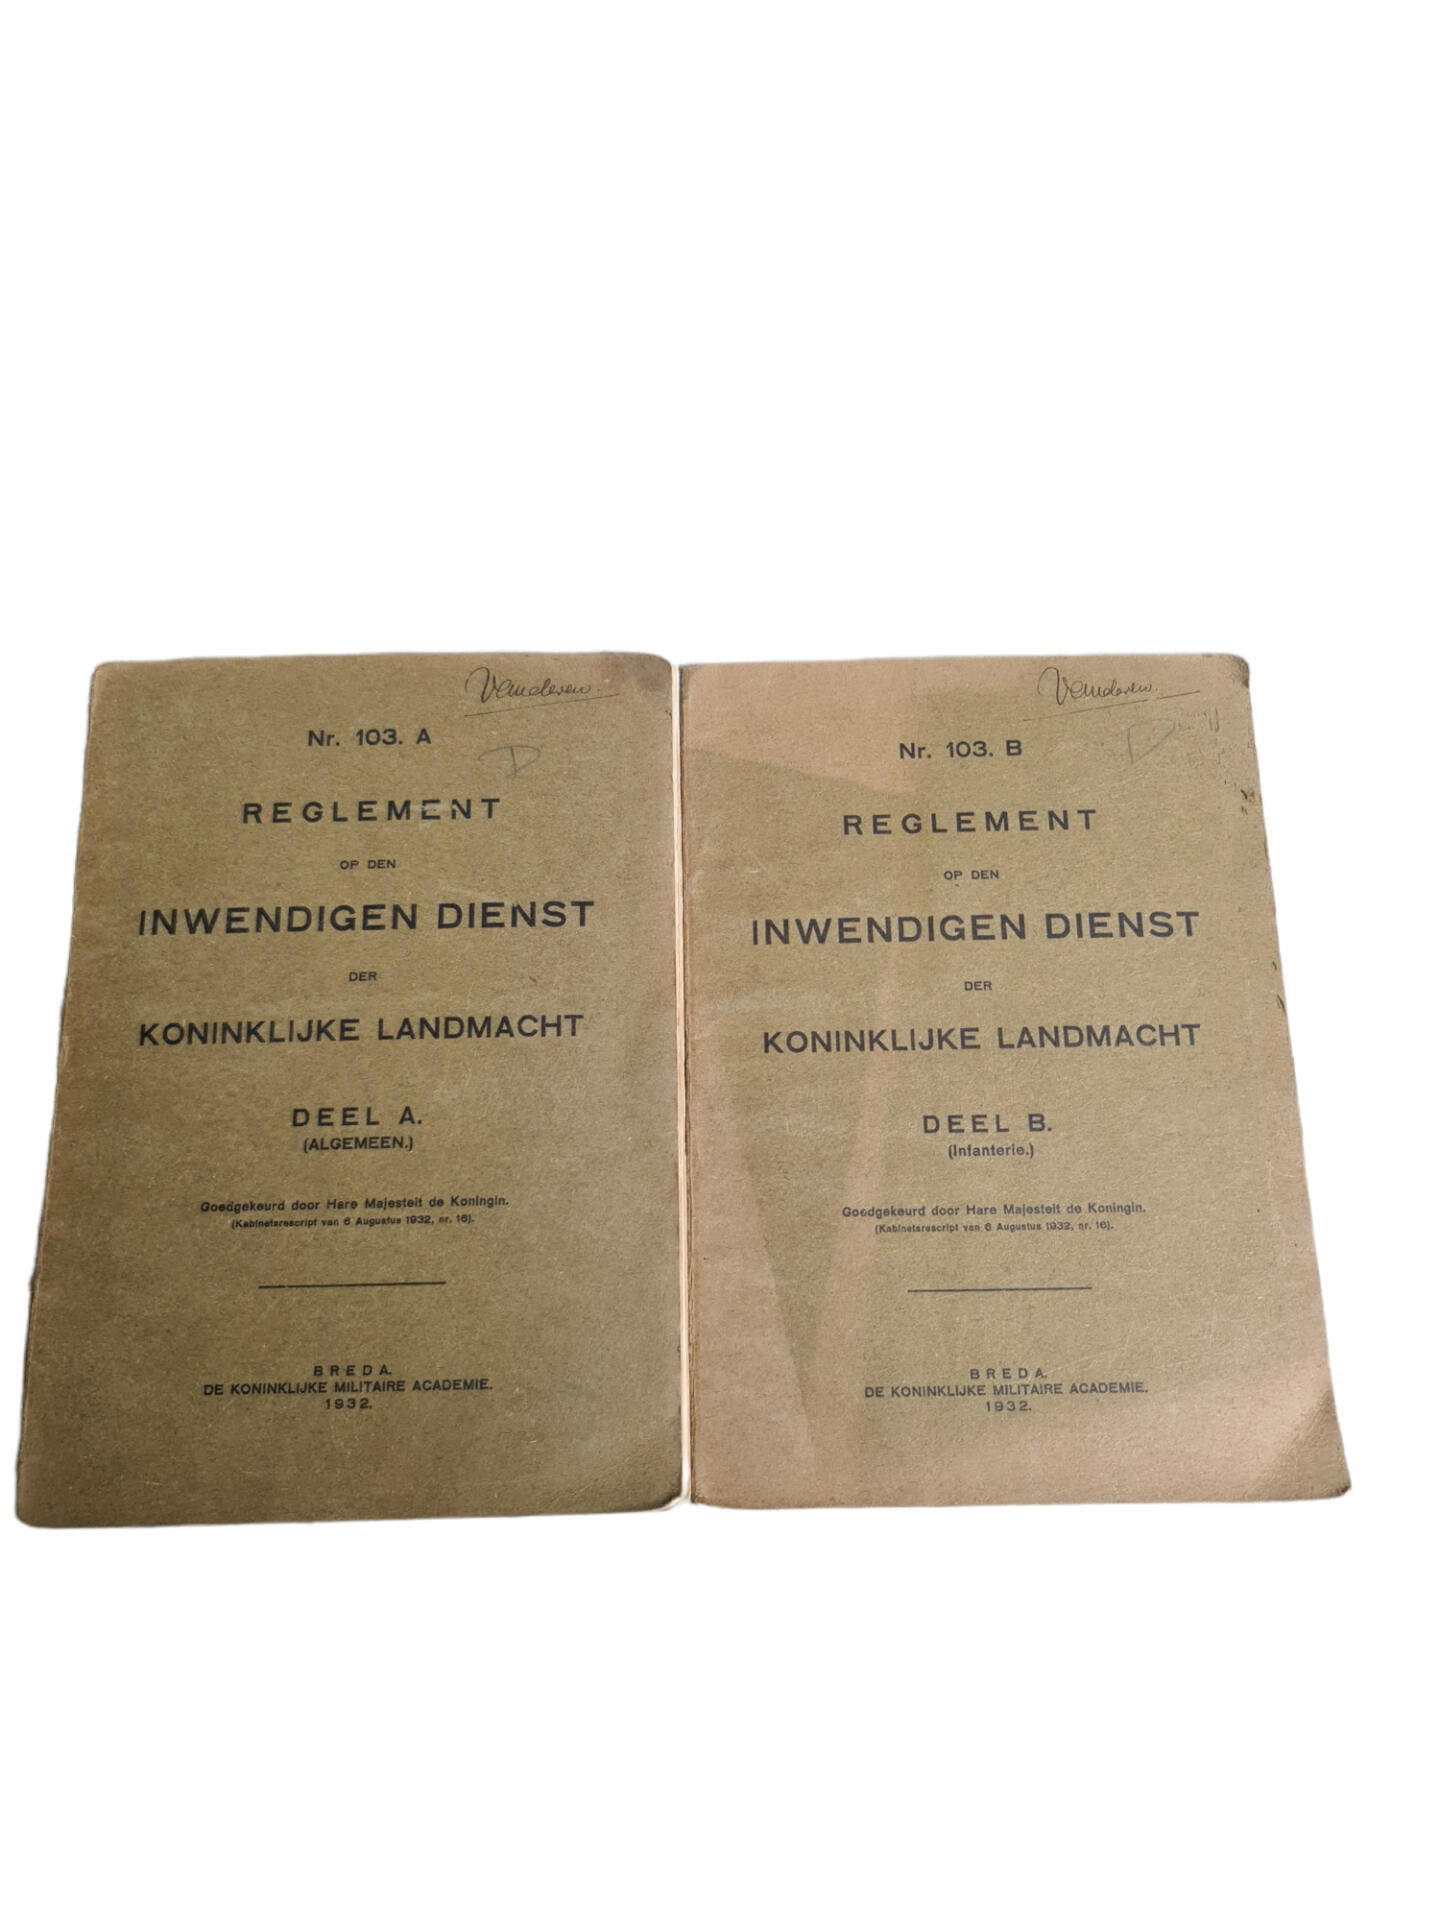 Nr. 103. A
D
REGLEMENT
OP DEN
INWENDIGEN DIENST
DER
KONINKLIJKE LANDMACHT
DEEL A.
(ALGEMEEN.)
Goedgekeurd door Hare Majesteit de Koningin.
(Kabinetsrescript van 6 Augustus 1932, nr. 16).
BREDA.
DE KONINKLIJKE MILITAIRE ACADEMIE.
1932.
Nr. 103. B
D
REGLEMENT
OP DEN
INWENDIGEN DIENST
DER
KONINKLIJKE LANDMACHT
DEEL B.
(Infanterie.)
Goedgekeurd door Hare Majesteit de Koningin.
(Kabinetsrescript van 6 Augustus 1932, nr. 16).
BREDA.
DE KONINKLIJKE MILITAIRE ACADEMIE.
1932.